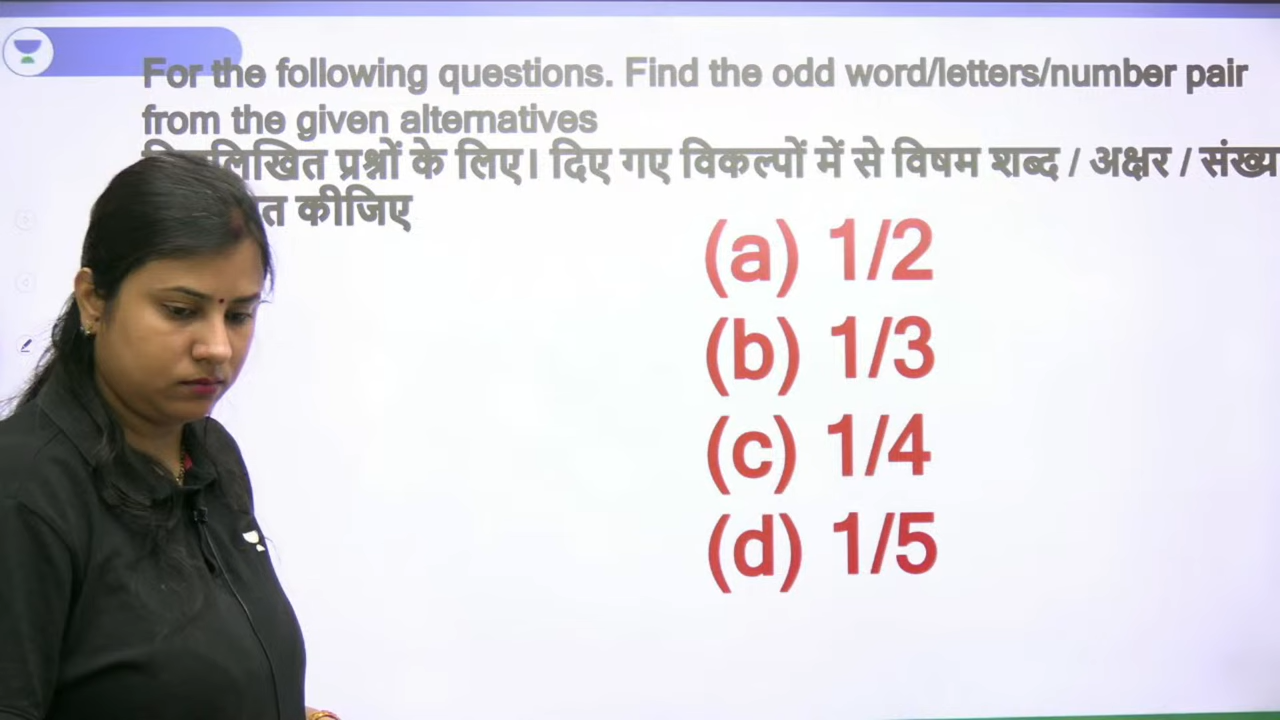 For the following questions. Find the odd word/letters/number pair
from the given alternatives
प्रश्नों के लिए। दिए गए विकल्पों में से विषम शब्द / अक्षर / संख्य
कीजिए
(a) 1/2
(b) 1/3
(c) 1/4
(d) 1/5